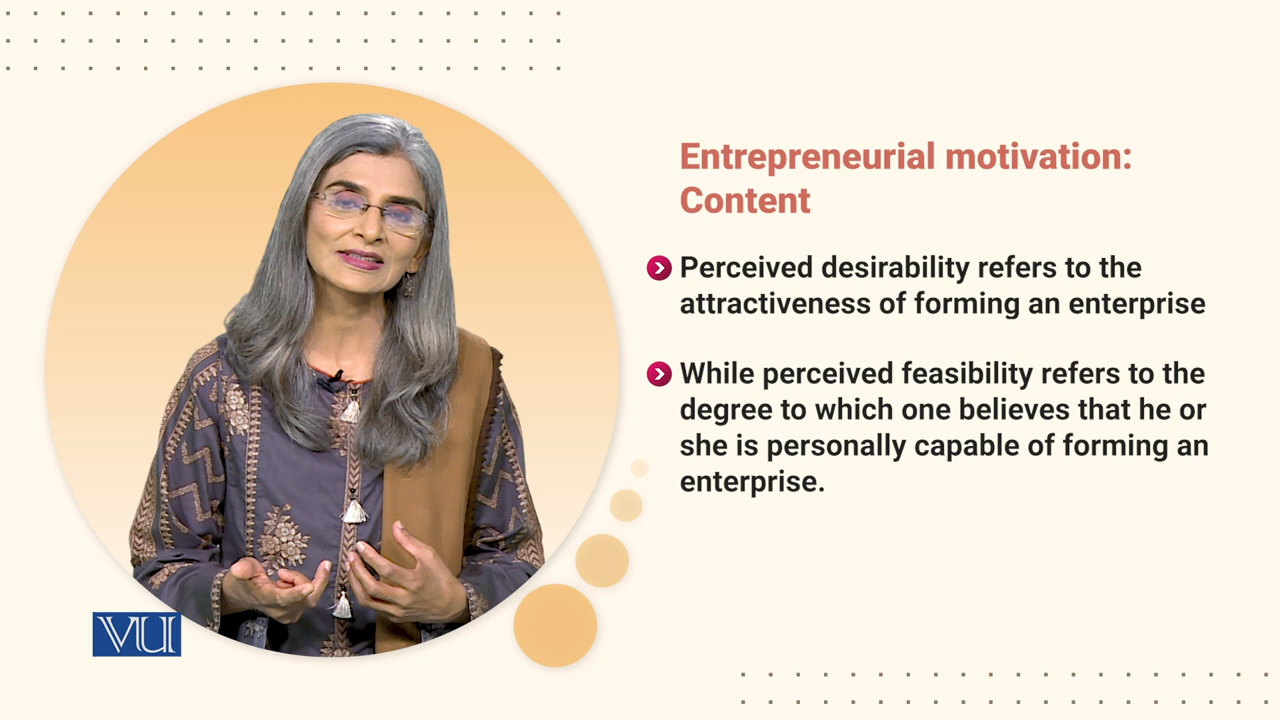 Entrepreneurial motivation:
Content
Perceived desirability refers to the
attractiveness of forming an enterprise
While perceived feasibility refers to the
degree to which one believes that he or
she is personally capable of forming an
enterprise.
VU